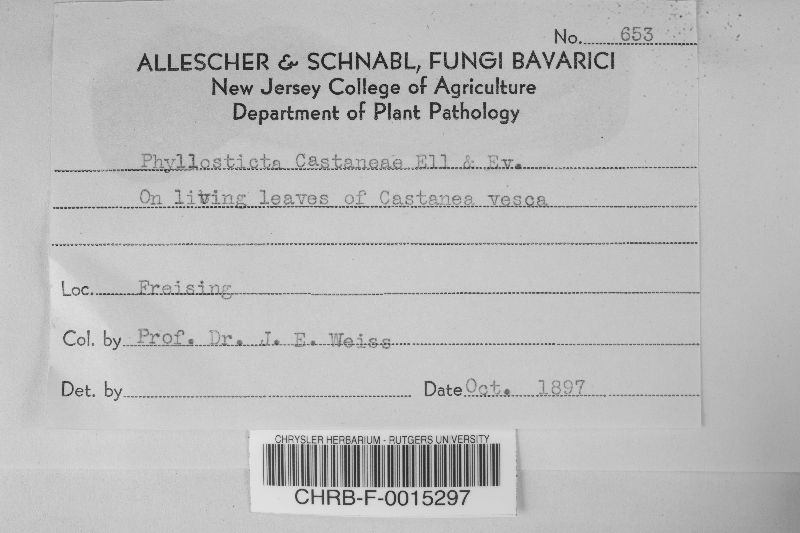 No. 653
ALLESCHER & SCHNABL, FUNGI BAVARICI
New Jersey College of Agriculture
Department of Plant Pathology
Phyllosticta Castaneae Ell & Ev.
On living leaves of Castanea vesca
Loc. Freising
Col. by Prof. Dr. J. E. Weiss
Det. by
Date Oct. 1897
CHRYSLER HERBARIUM - RUTGERS UNIVERSITY
CHRB-F-0015297